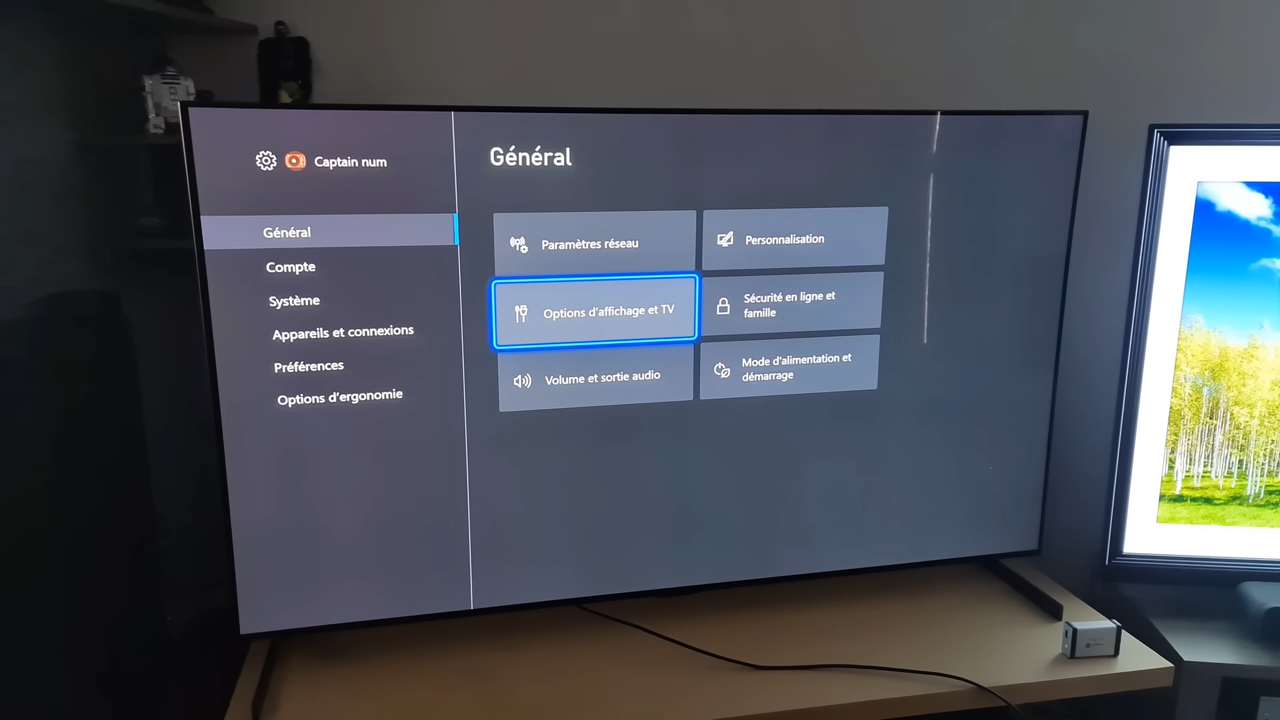 Captain num
Général
Compte
Système
Appareils et connexions
Préférences
Options d'ergonomie
Général
Paramètres réseau
Personnalisation
Options d'affichage et TV
Sécurité en ligne et
famille
Volume et sortie audio
Mode d'alimentation et
démarrage